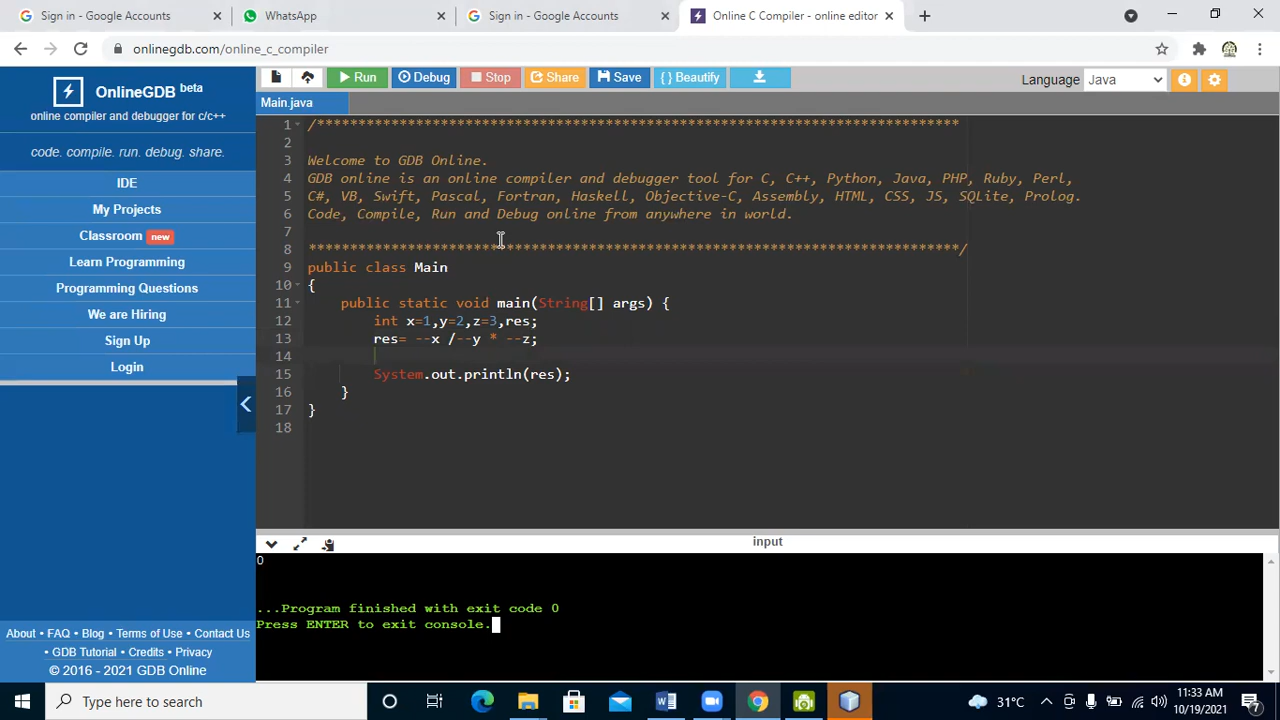 Sign in - Google Accounts
WhatsApp
Sign in - Google Accounts
Online C Compiler - online editor
onlinegdb.com/online_c_compiler
OnlineGDB beta
online compiler and debugger for c/c++
code. compile. run. debug. share.
IDE
My Projects
Classroom new
Learn Programming
Programming Questions
We are Hiring
Sign Up
Login
About • FAQ • Blog • Terms of Use • Contact Us
• GDB Tutorial • Credits • Privacy
© 2016 - 2021 GDB Online
Run
Debug
Stop
Share
Save
{ } Beautify
Language Java
Main.java
1 /******************************************************************************
2
3 Welcome to GDB Online.
4 GDB online is an online compiler and debugger tool for C, C++, Python, Java, PHP, Ruby, Perl,
5 C#, VB, Swift, Pascal, Fortran, Haskell, Objective-C, Assembly, HTML, CSS, JS, SQLite, Prolog.
6 Code, Compile, Run and Debug online from anywhere in world.
7
8 *******************************************************************************/
9 public class Main
10 {
11 public static void main(String[] args) {
12 int x=1,y=2,z=3,res;
13 res= --x /--y * --z;
14
15 System.out.println(res);
16 }
17 }
18
input
0
...Program finished with exit code 0
Press ENTER to exit console.
Type here to search
31°C
11:33 AM
10/19/2021
7